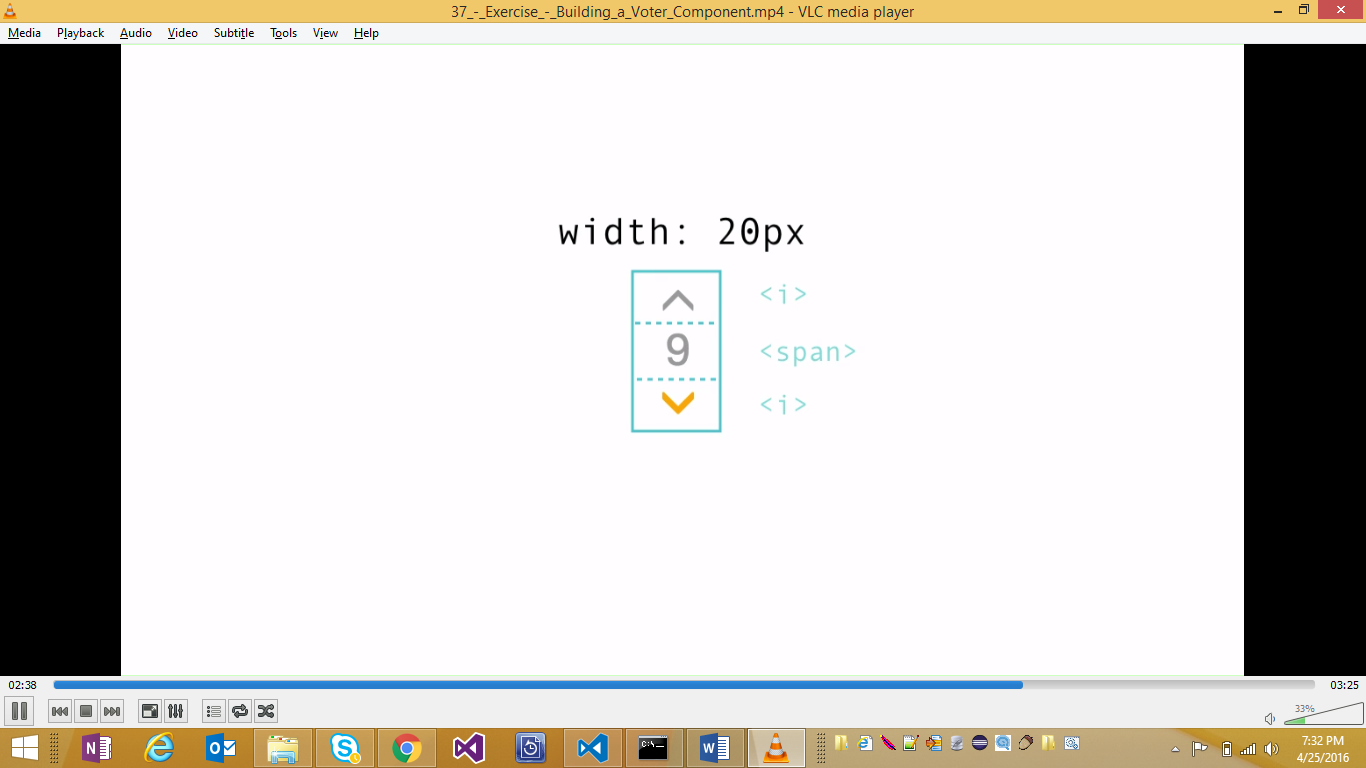 37_-_Exercise_-_Building_a_Voter_Component.mp4 - VLC media player
Media Playback Audio Video Subtitle Tools View Help
width: 20px
<i>
9
<span>
<i>
02:38
03:25
33%
N
S
O
C:\
W
7:32 PM
4/25/2016